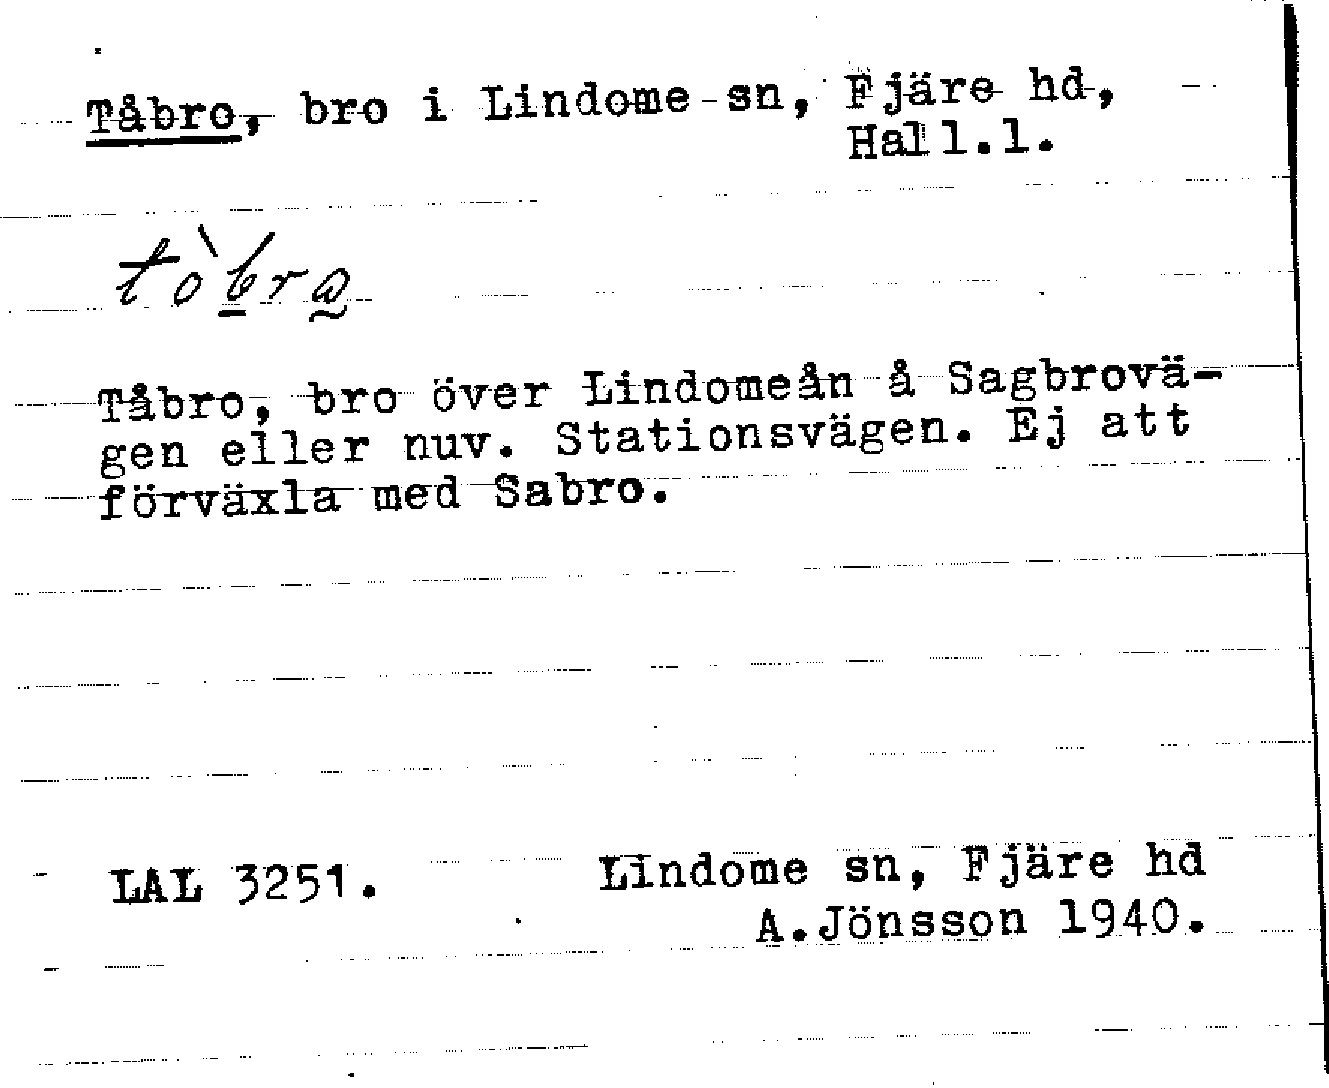 Tåbro, bro i Lindome sn, Fjäre hd,
Hall.l.
tòbrω
Tåbro, bro över Lindomeån å Sagbrovä-
gen eller nuv. Stationsvägen. Ej att
förväxla med Sabro.
LAL 3251.
Lindome sn, Fjäre hd
A.Jönsson 1940.